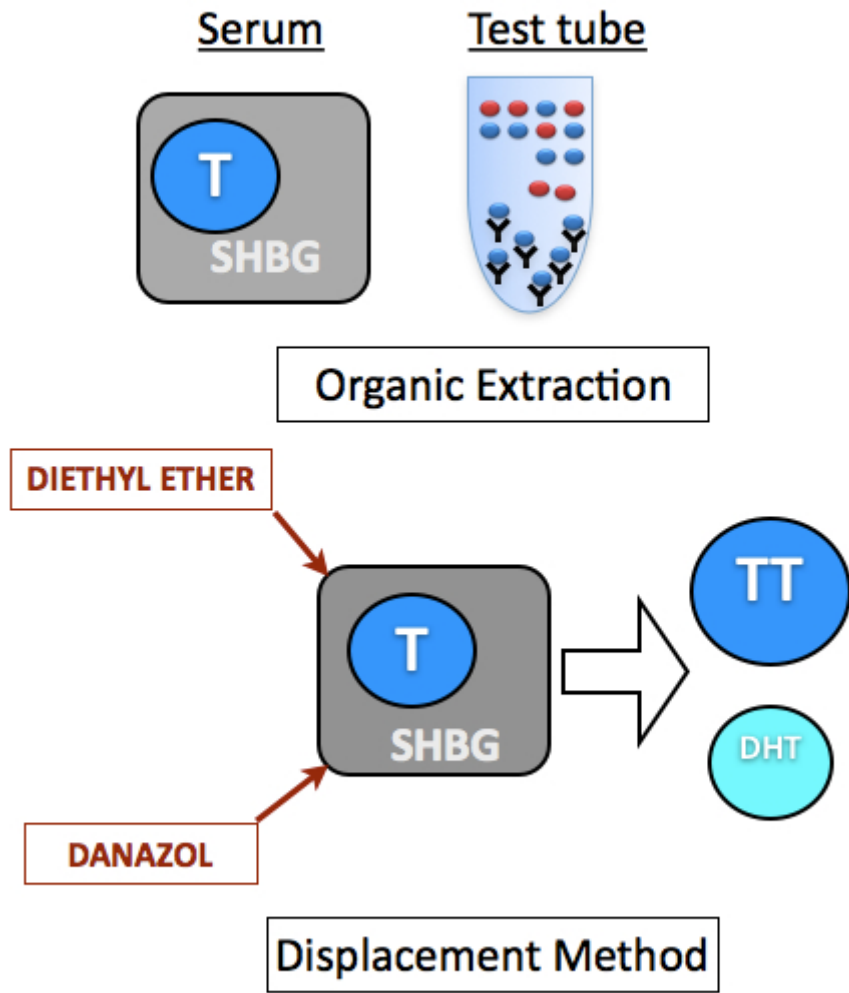 Serum
Test tube
T
SHBG
Organic Extraction
DIETHYL ETHER
TT
T
SHBG
DHT
DANAZOL
Displacement Method